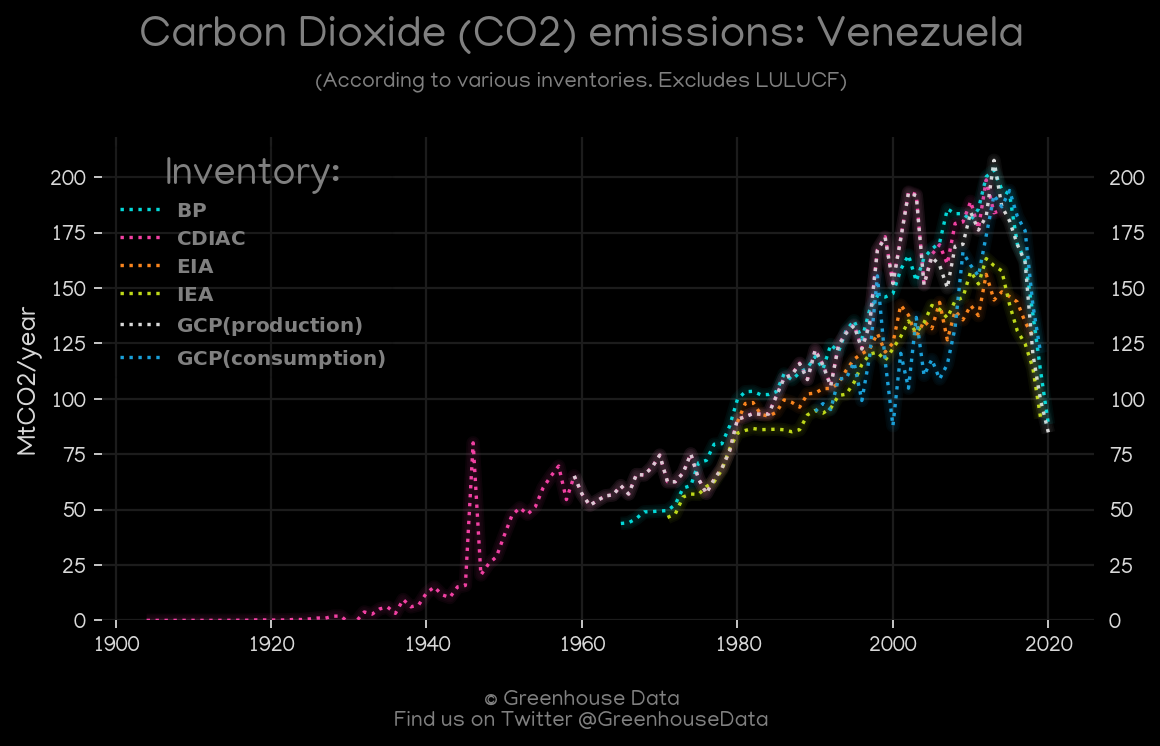 Carbon Dioxide (CO2) emissions: Venezuela
(According to various inventories. Excludes LULUCF)
Inventory:
BP
CDIAC
EIA
IEA
GCP(production)
GCP(consumption)
MtCO2/year
200
175
150
125
100
75
50
25
0
200
175
150
125
100
75
50
25
0
1900 1920 1940 1960 1980 2000 2020
© Greenhouse Data
Find us on Twitter @GreenhouseData